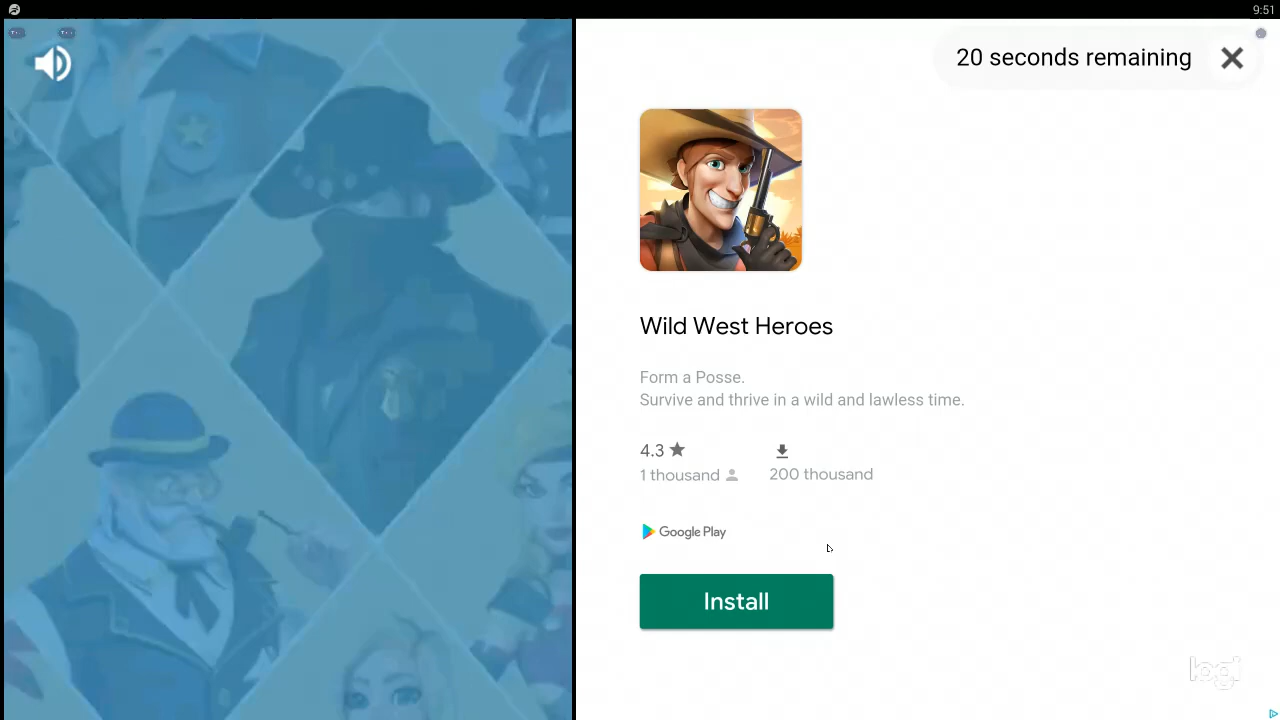 9:51
20 seconds remaining
Wild West Heroes
Form a Posse.
Survive and thrive in a wild and lawless time.
4.3
1 thousand
200 thousand
Google Play
Install
logi